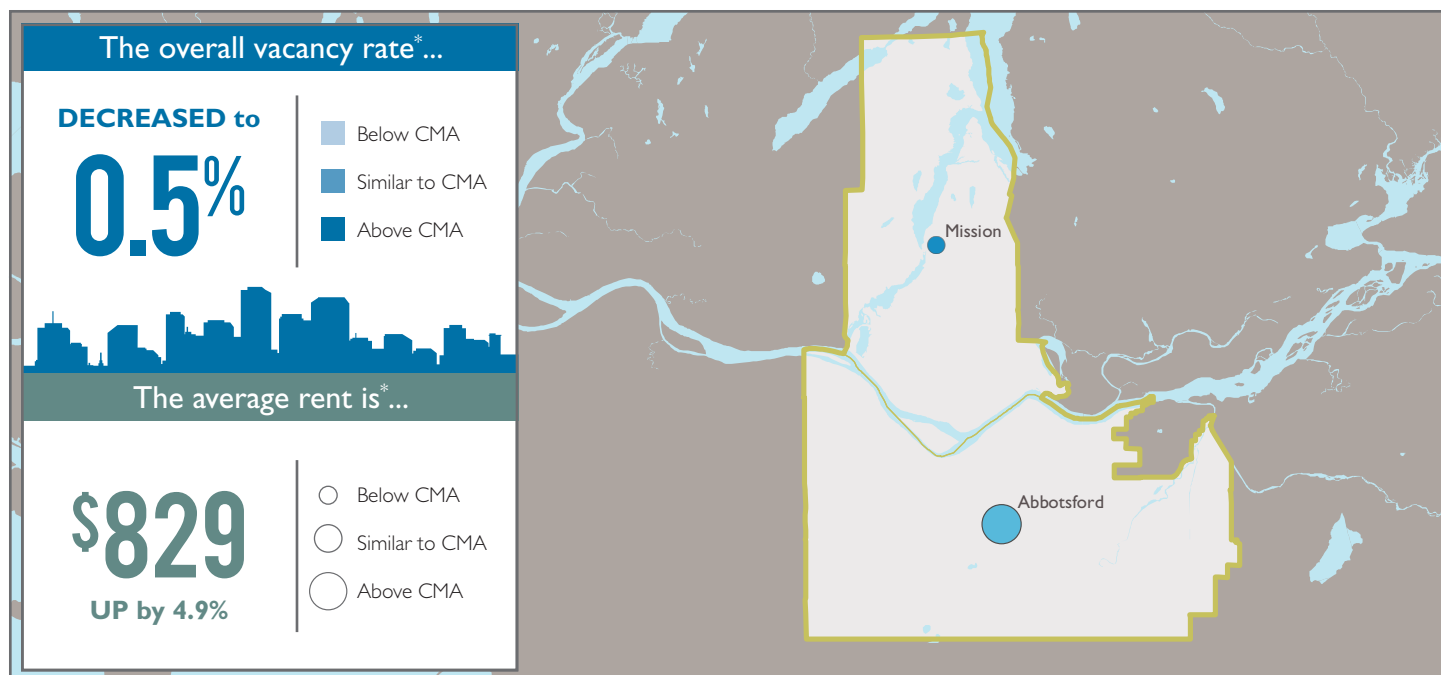 The overall vacancy rate*...
DECREASED to
0.5%
Below CMA
Similar to CMA
Above CMA
The average rent is*...
$829
UP by 4.9%
Below CMA
Similar to CMA
Above CMA
Mission
Abbotsford